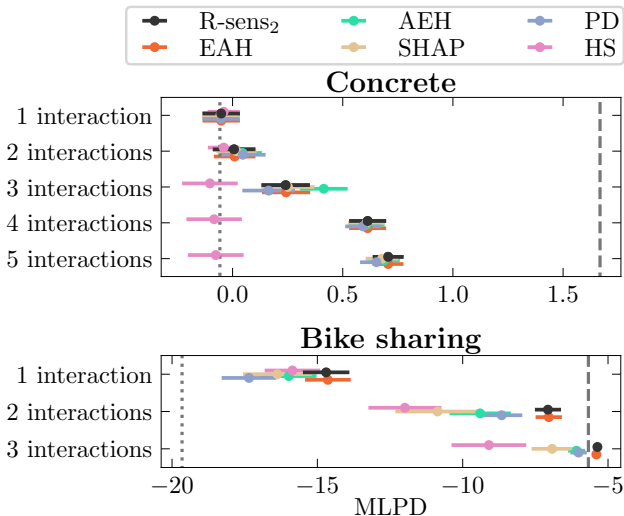 R-sens₂ AEH PD
EAH SHAP HS
Concrete
1 interaction
2 interactions
3 interactions
4 interactions
5 interactions
0.0 0.5 1.0 1.5
Bike sharing
1 interaction
2 interactions
3 interactions
−20 −15 −10 −5
MLPD